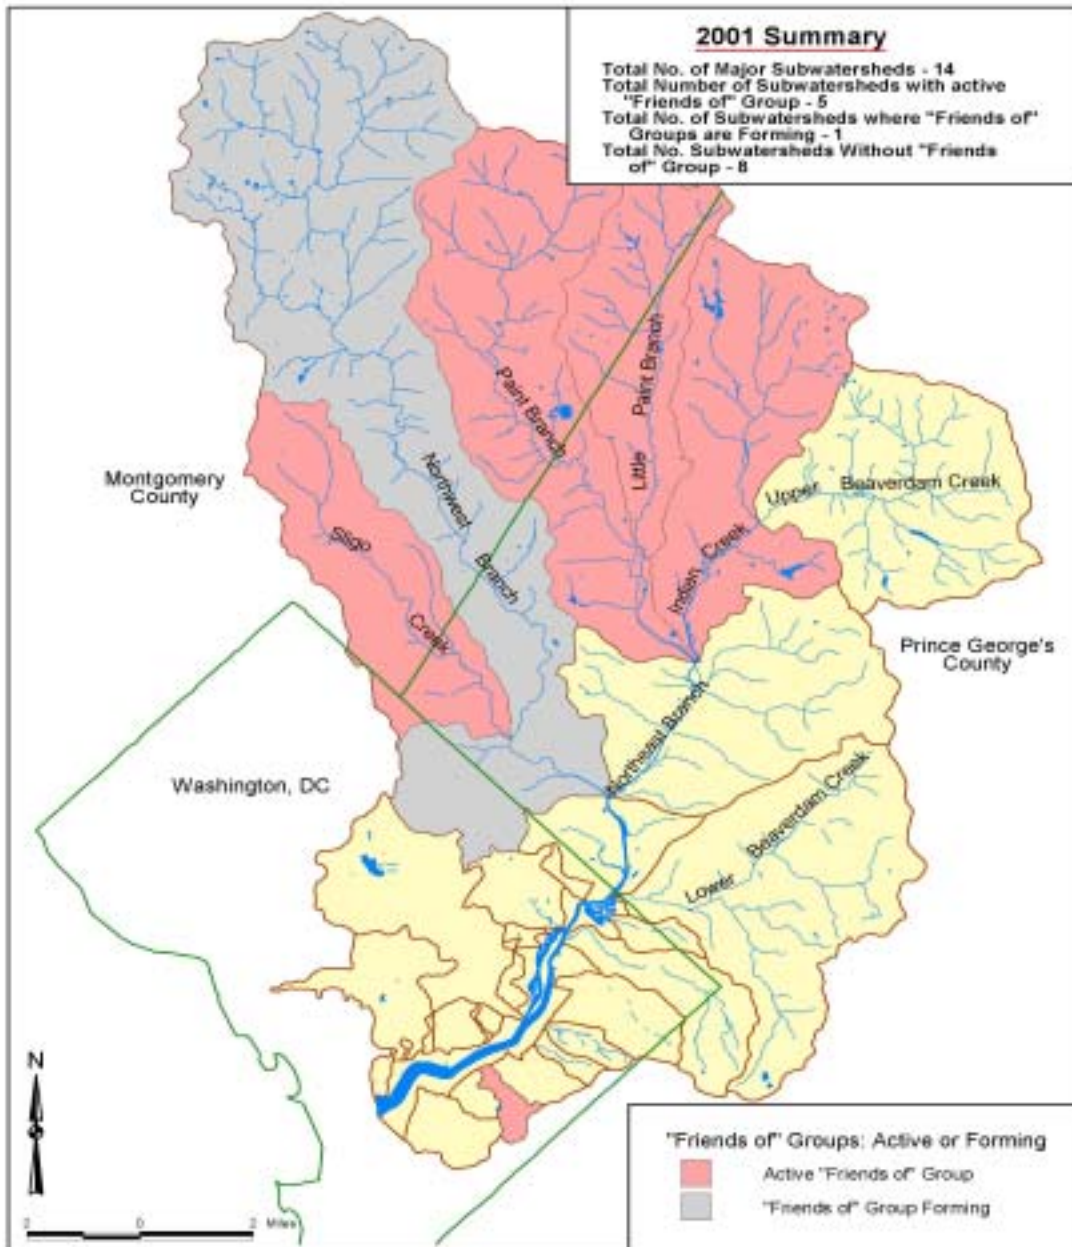 2001 Summary
Total No. of Major Subwatersheds - 14
Total Number of Subwatersheds with active
"Friends of" Group - 5
Total No. of Subwatersheds where "Friends of"
Groups are Forming - 1
Total No. Subwatersheds Without "Friends
of" Group - 8
Paint Branch
Little Paint Branch
Montgomery
County
Northwest Branch
Sligo Creek
Indian Creek
Upper Beaverdam Creek
Prince George's
County
Northeast Branch
Washington, DC
Lower Beaverdam Creek
N
2 0 2 Miles
"Friends of" Groups: Active or Forming
Active "Friends of" Group
"Friends of" Group Forming